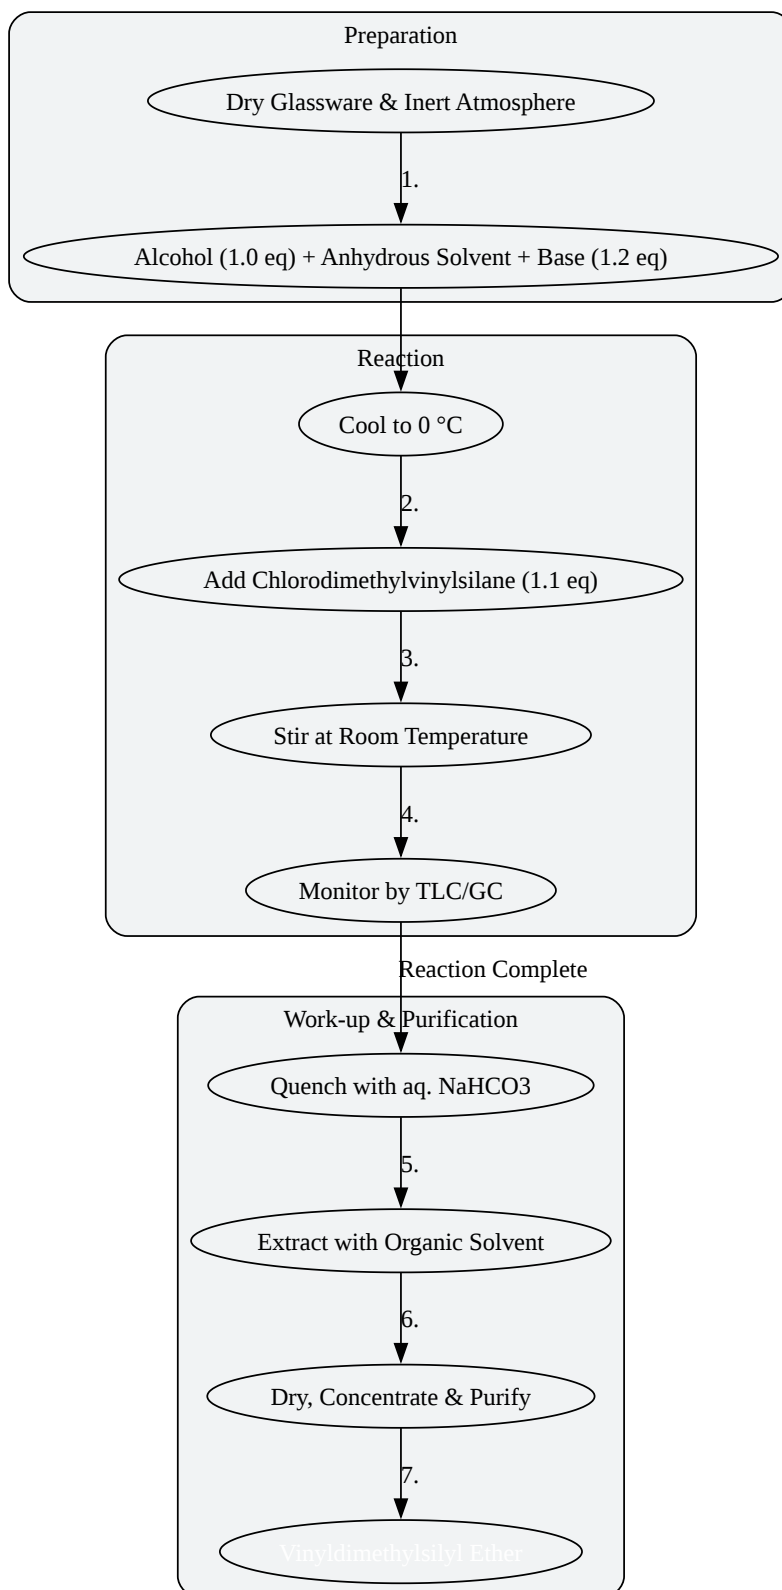 Preparation
Dry Glassware & Inert Atmosphere
1.
Alcohol (1.0 eq) + Anhydrous Solvent + Base (1.2 eq)
Reaction
Cool to 0 °C
2.
Add Chlorodimethylvinylsilane (1.1 eq)
3.
Stir at Room Temperature
4.
Monitor by TLC/GC
Reaction Complete
Work-up & Purification
Quench with aq. NaHCO3
5.
Extract with Organic Solvent
6.
Dry, Concentrate & Purify
7.
Vinyldimethylsilyl Ether